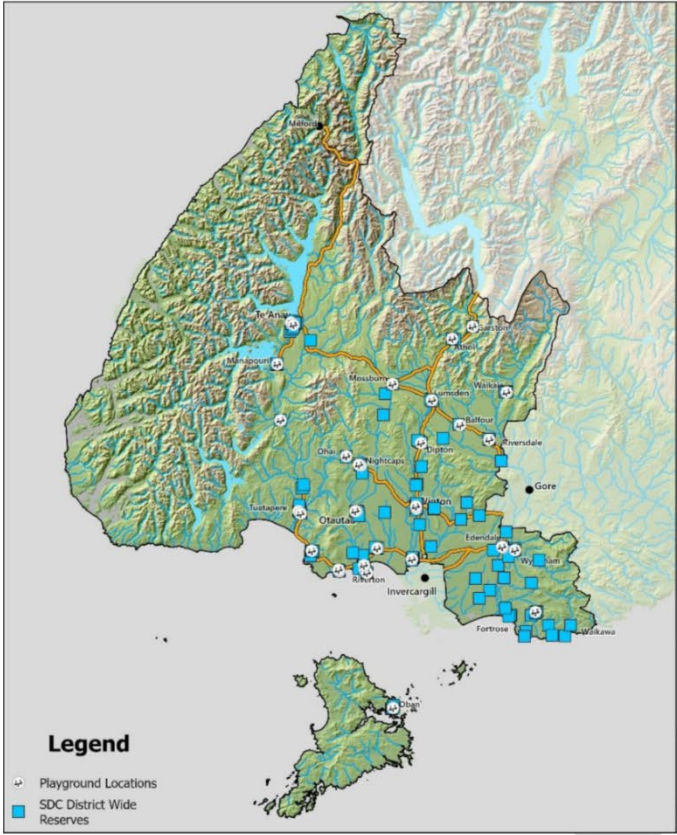 Milford
Te Anau
Garston
Athol
Manapouri
Mossburn
Waikaia
Lumsden
Balfour
Riversdale
Dipton
Ohai
Nightcaps
Gore
Winton
Tuatapere
Otautau
Edendale
Wyndham
Riverton
Invercargill
Fortrose
Waikawa
Oban
Legend
Playground Locations
SDC District Wide
Reserves